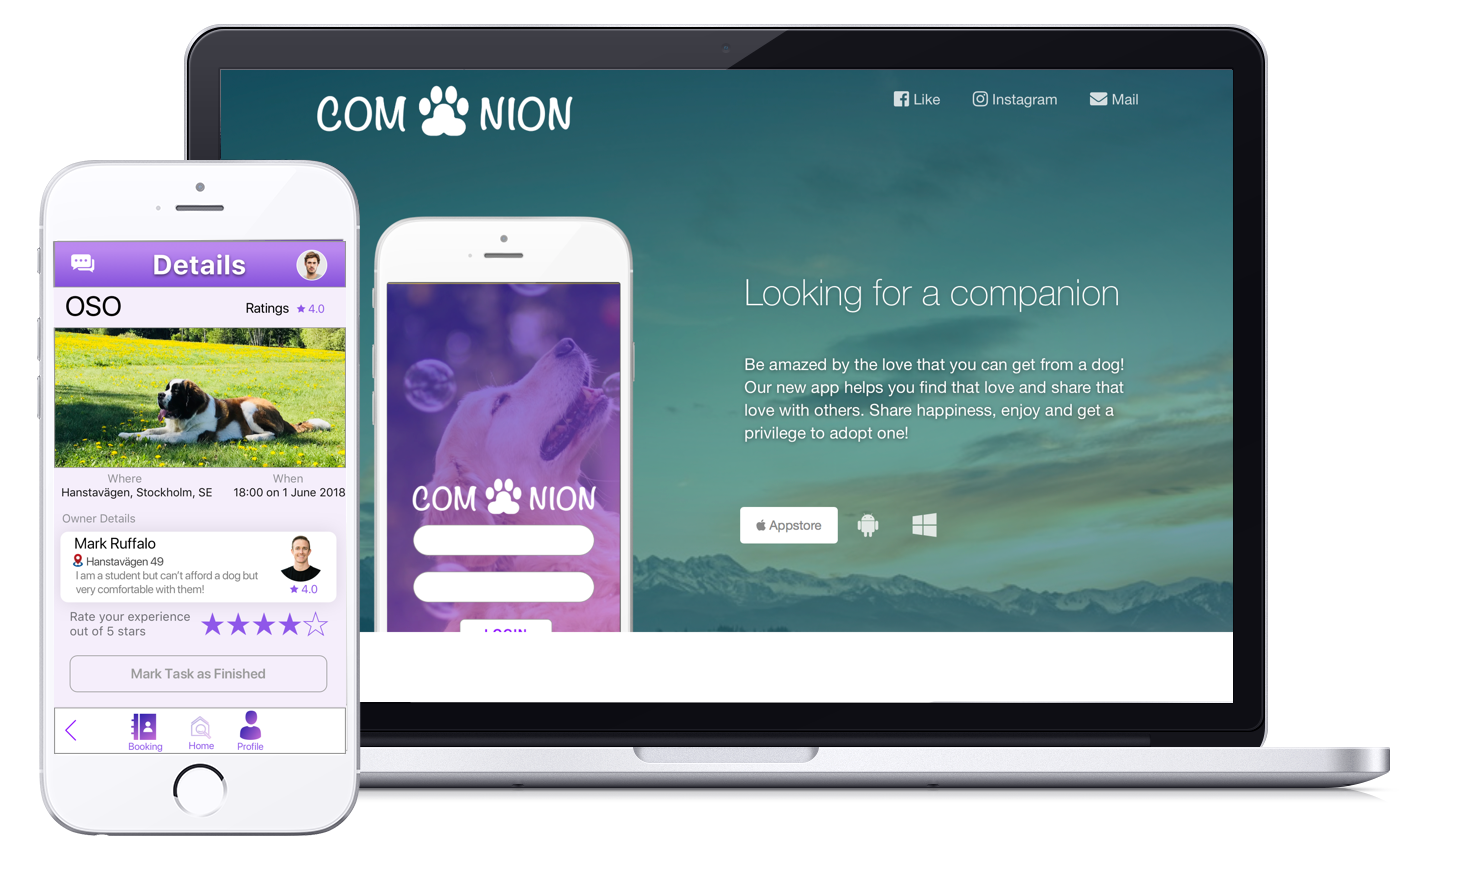 COM NION
Like
Instagram
Mail
Looking for a companion
Be amazed by the love that you can get from a dog!
Our new app helps you find that love and share that
love with others. Share happiness, enjoy and get a
privilege to adopt one!
Appstore
COM NION
LOGIN
Details
OSO
Ratings 4.0
Where
When
Hanstavägen, Stockholm, SE
18:00 on 1 June 2018
Owner Details
Mark Ruffalo
Hanstavägen 49
I am a student but can't afford a dog but
very comfortable with them!
4.0
Rate your experience
out of 5 stars
Mark Task as Finished
Booking
Home
Profile